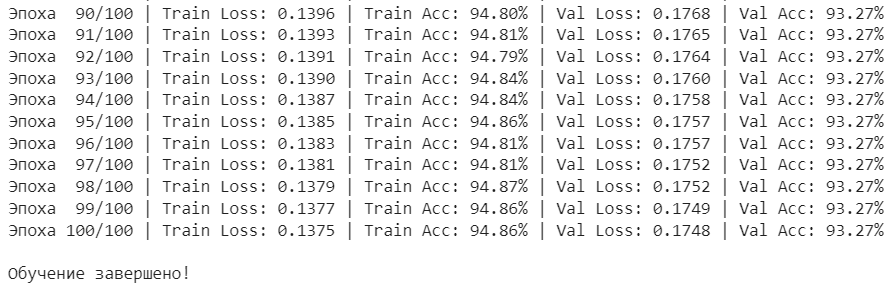 Эпоха  90/100 | Train Loss: 0.1396 | Train Acc: 94.80% | Val Loss: 0.1768 | Val Acc: 93.27%
Эпоха  91/100 | Train Loss: 0.1393 | Train Acc: 94.81% | Val Loss: 0.1765 | Val Acc: 93.27%
Эпоха  92/100 | Train Loss: 0.1391 | Train Acc: 94.79% | Val Loss: 0.1764 | Val Acc: 93.27%
Эпоха  93/100 | Train Loss: 0.1390 | Train Acc: 94.84% | Val Loss: 0.1760 | Val Acc: 93.27%
Эпоха  94/100 | Train Loss: 0.1387 | Train Acc: 94.84% | Val Loss: 0.1758 | Val Acc: 93.27%
Эпоха  95/100 | Train Loss: 0.1385 | Train Acc: 94.86% | Val Loss: 0.1757 | Val Acc: 93.27%
Эпоха  96/100 | Train Loss: 0.1383 | Train Acc: 94.81% | Val Loss: 0.1757 | Val Acc: 93.27%
Эпоха  97/100 | Train Loss: 0.1381 | Train Acc: 94.81% | Val Loss: 0.1752 | Val Acc: 93.27%
Эпоха  98/100 | Train Loss: 0.1379 | Train Acc: 94.87% | Val Loss: 0.1752 | Val Acc: 93.27%
Эпоха  99/100 | Train Loss: 0.1377 | Train Acc: 94.86% | Val Loss: 0.1749 | Val Acc: 93.27%
Эпоха 100/100 | Train Loss: 0.1375 | Train Acc: 94.86% | Val Loss: 0.1748 | Val Acc: 93.27%
Обучение завершено!